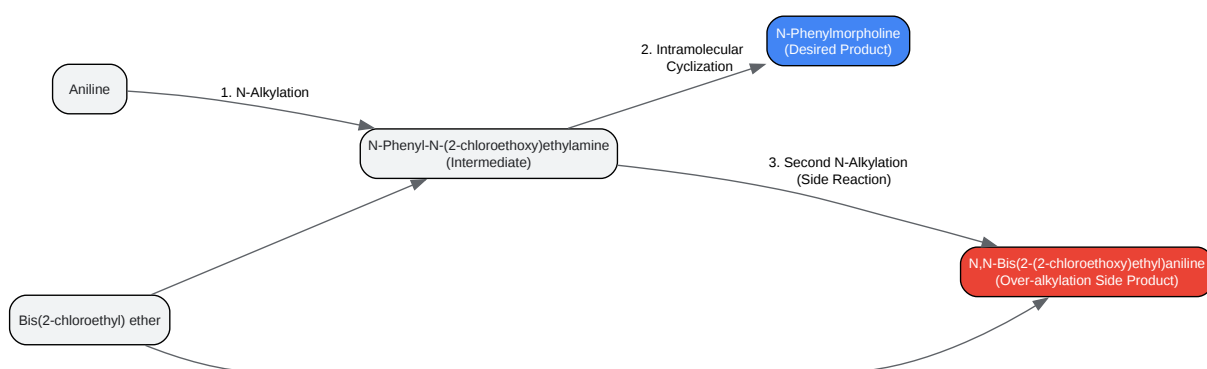 N-Phenylmorpholine
(Desired Product)
2. Intramolecular
Cyclization
Aniline
1. N-Alkylation
N-Phenyl-N-(2-chloroethoxy)ethylamine
(Intermediate)
3. Second N-Alkylation
(Side Reaction)
N,N-Bis(2-(2-chloroethoxy)ethyl)aniline
(Over-alkylation Side Product)
Bis(2-chloroethyl) ether